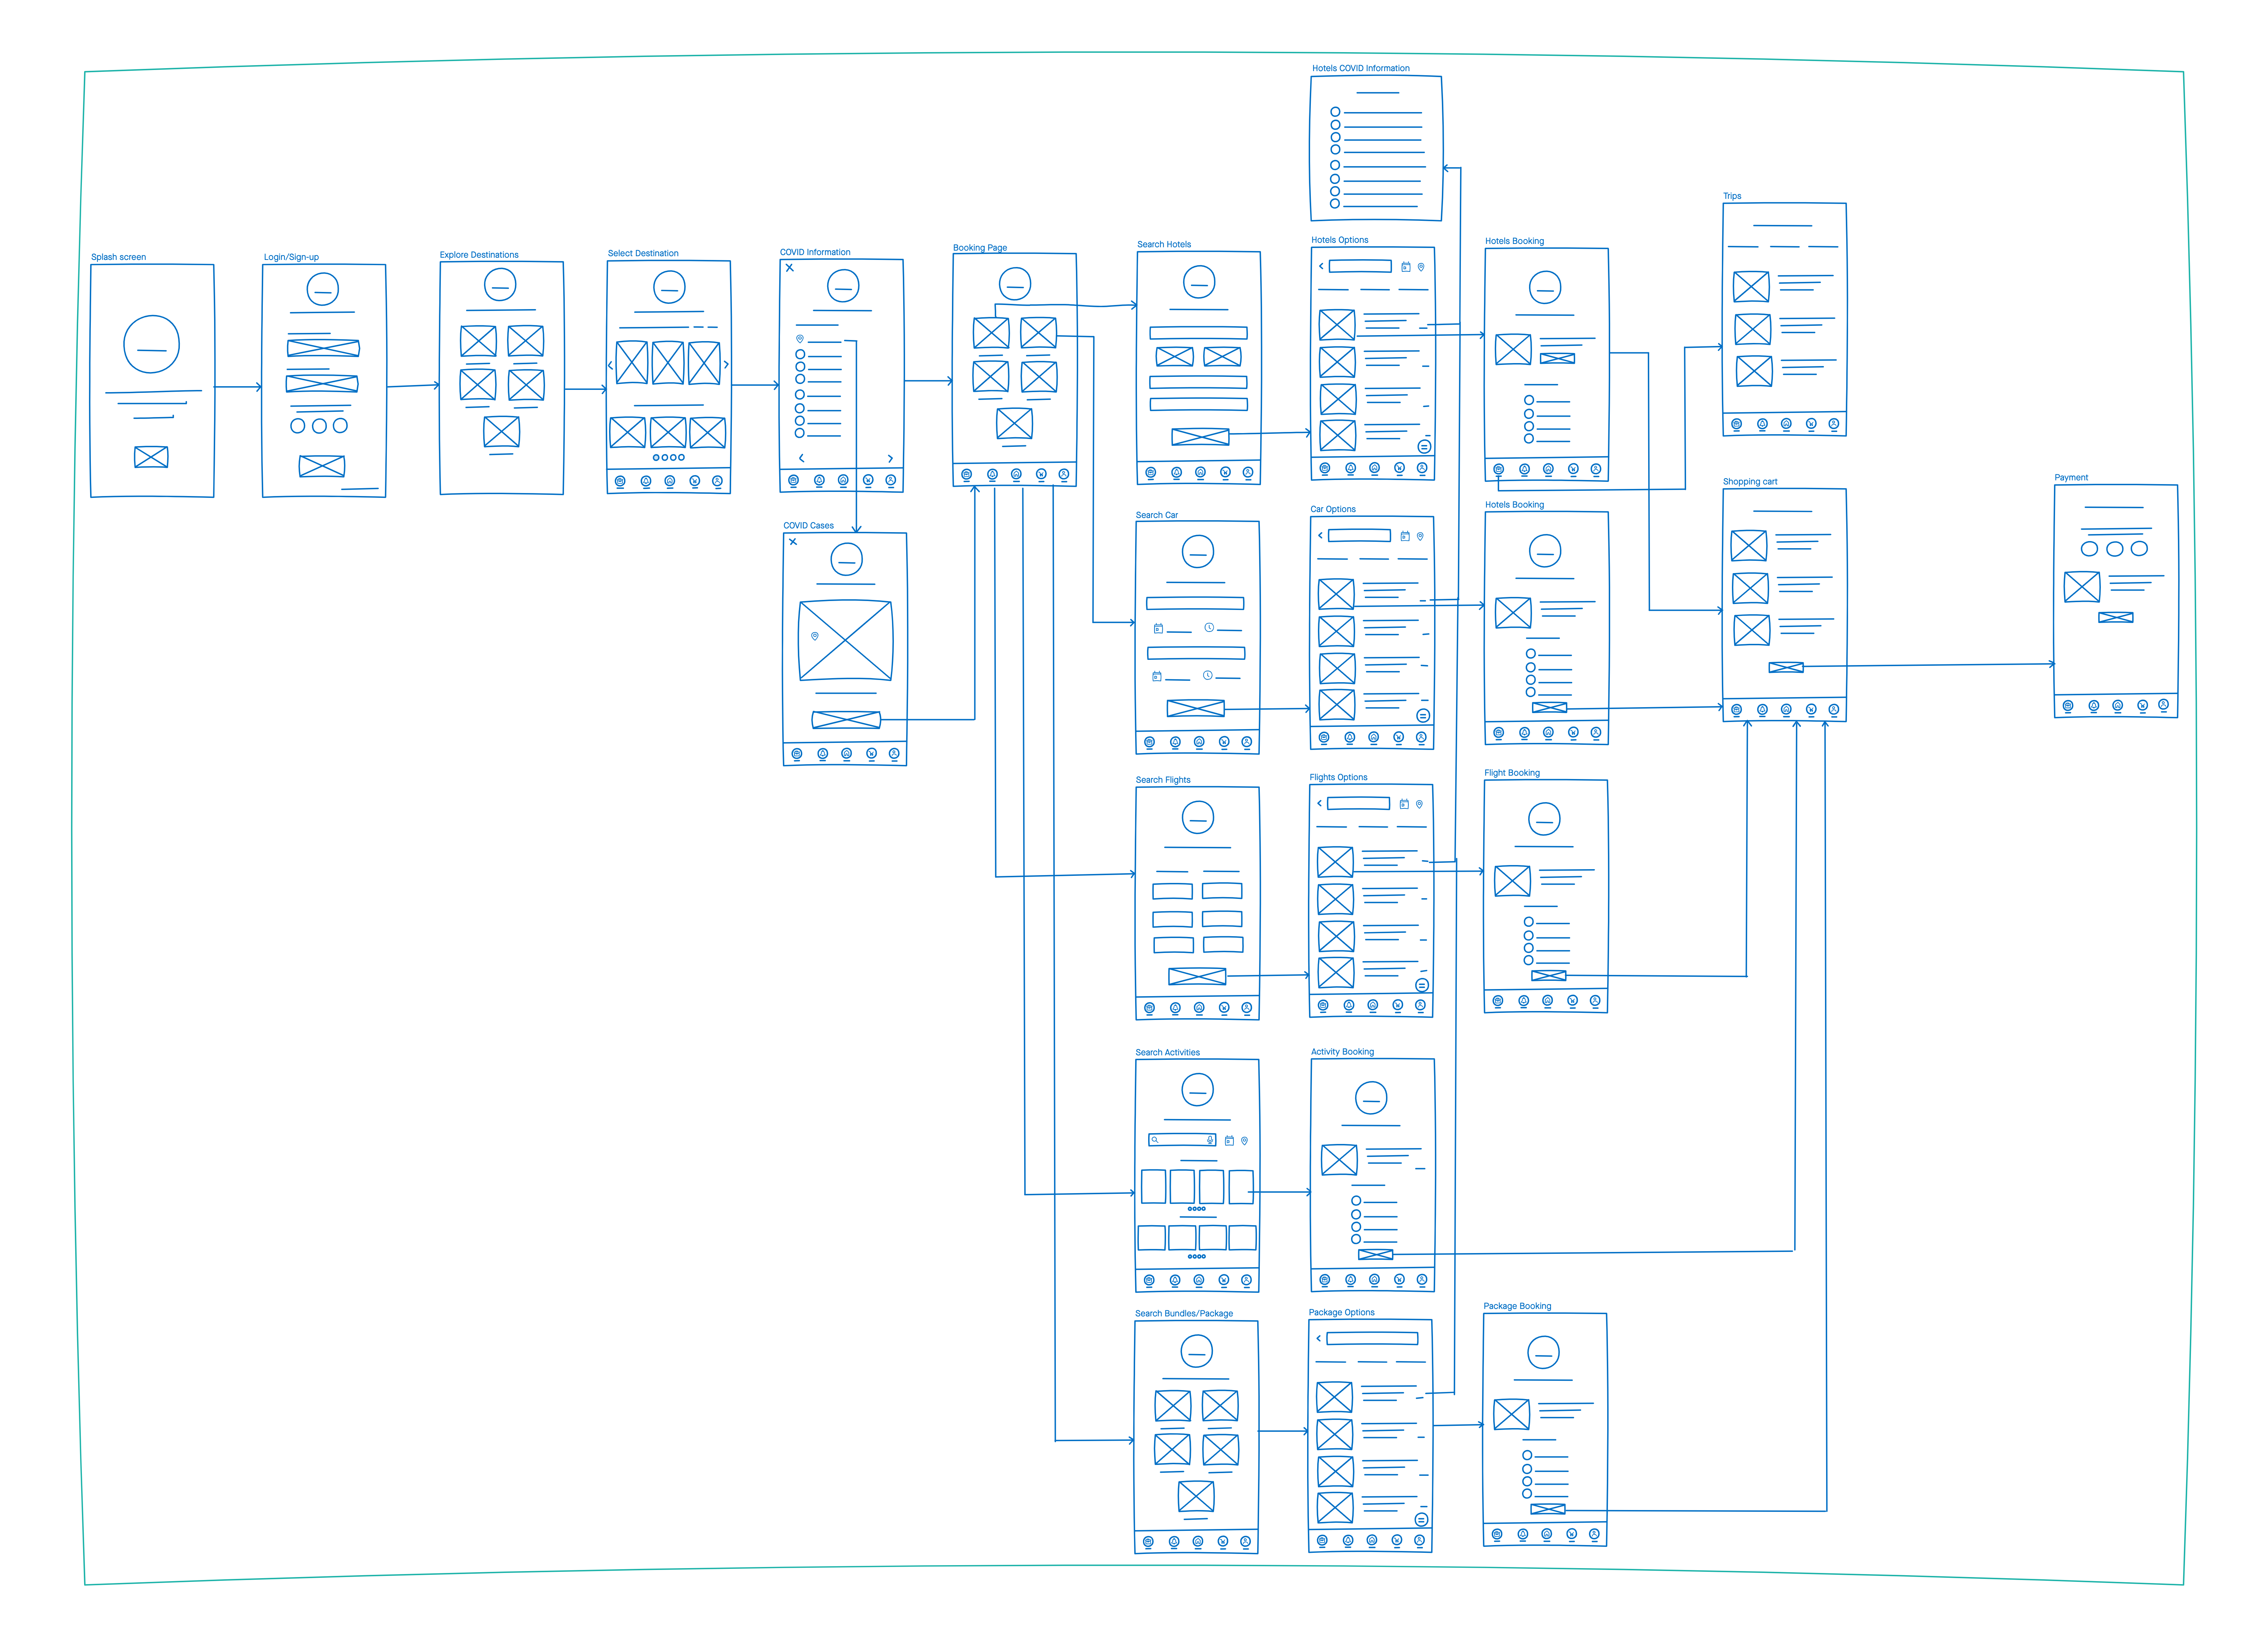 Hotels COVID Information
Trips
Splash screen
Login/Sign-up
Explore Destinations
Select Destination
COVID Information
Booking Page
Search Hotels
Hotels Options
Hotels Booking
COVID Cases
Search Car
Car Options
Hotels Booking
Shopping cart
Payment
Search Flights
Flights Options
Flight Booking
Search Activities
Activity Booking
Search Bundles/Package
Package Options
Package Booking